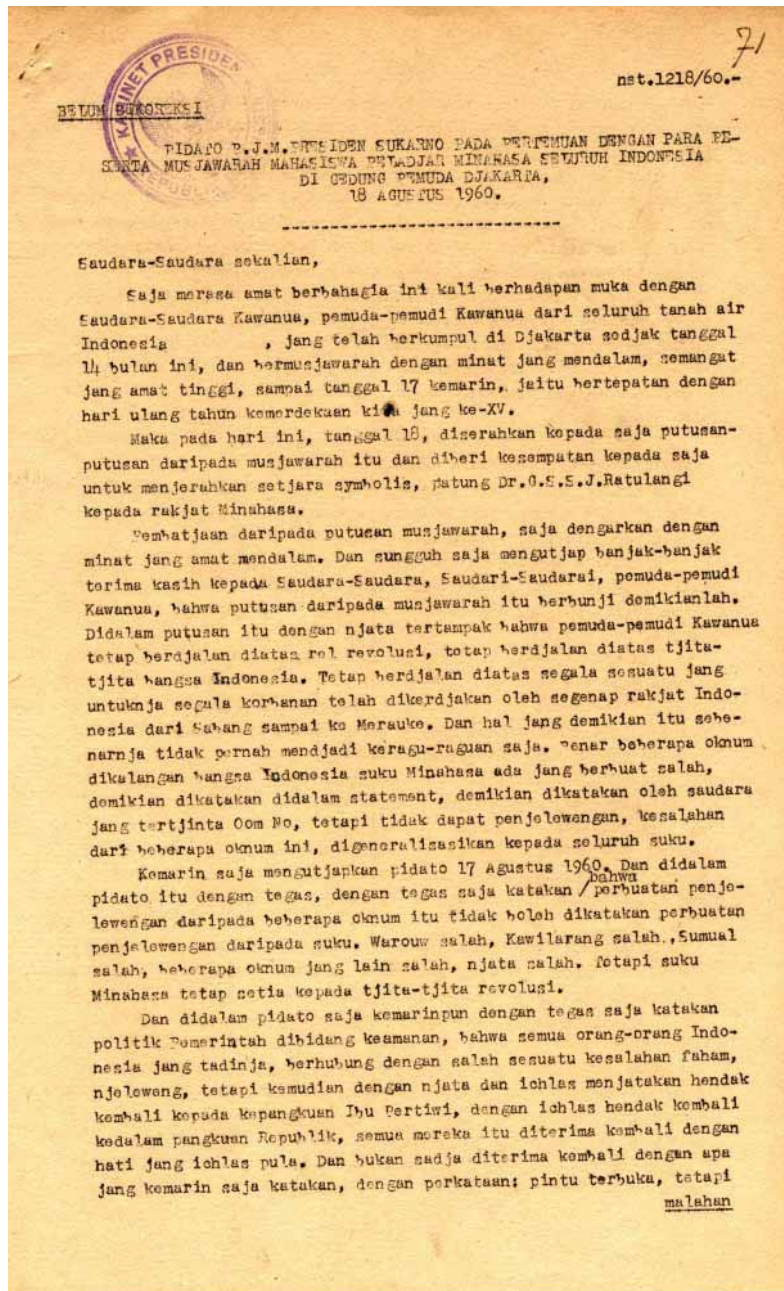 71
nst.1218/60.-
KABINET PRESIDEN
REPUBLIK
BELUM DIKOREKSI
PIDATO P.J.M.PRESIDEN SUKARNO PADA PERTEMUAN DENGAN PARA PE-
SERTA MUSJAWARAH MAHASISWA PELADJAR MINAHASA SELURUH INDONESIA
DI GEDUNG PEMUDA DJAKARTA,
18 AGUSTUS 1960.
Saudara-Saudara sekalian,
Saja merasa amat berbahagia ini kali berhadapan muka dengan
Saudara-Saudara Kawanua, pemuda-pemudi Kawanua dari seluruh tanah air
Indonesia , jang telah berkumpul di Djakarta sedjak tanggal
14 bulan ini, dan bermusjawarah dengan minat jang mendalam, semangat
jang amat tinggi, sampai tanggal 17 kemarin, jaitu bertepatan dengan
hari ulang tahun kemerdekaan kita jang ke-XV.
Maka pada hari ini, tanggal 18, diserahkan kepada saja putusan-
putusan daripada musjawarah itu dan diberi kesempatan kepada saja
untuk menjerahkan setjara symbolis, patung Dr.G.S.S.J.Ratulangi
kepada rakjat Minahasa.
Pembatjaan daripada putusan musjawarah, saja dengarkan dengan
minat jang amat mendalam. Dan sungguh saja mengutjap banjak-banjak
terima kasih kepada Saudara-Saudara, Saudari-Saudarai, pemuda-pemudi
Kawanua, bahwa putusan daripada musjawarah itu berbunji demikianlah.
Didalam putusan itu dengan njata tertampak bahwa pemuda-pemudi Kawanua
tetap berdjalan diatas rel revolusi, tetap berdjalan diatas tjita-
tjita bangsa Indonesia. Tetap berdjalan diatas segala sesuatu jang
untuknja segala korbanan telah dikerdjakan oleh segenap rakjat Indo-
nesia dari Sabang sampai ke Merauke. Dan hal jang demikian itu sebe-
narnja tidak pernah mendjadi keragu-raguan saja. Benar beberapa oknum
dikalangan bangsa Indonesia suku Minahasa ada jang berbuat salah,
demikian dikatakan didalam statement, demikian dikatakan oleh saudara
jang tertjinta Oom No, tetapi tidak dapat penjelewengan, kesalahan
dari beberapa oknum ini, digeneralisasikan kepada seluruh suku.
Kemarin saja mengutjapkan pidato 17 Agustus 1960. Dan didalam
pidato itu dengan tegas, dengan tegas saja katakan /bahwa perbuatan penje-
lewengan daripada beberapa oknum itu tidak boleh dikatakan perbuatan
penjelewengan daripada suku. Warouw salah, Kawilarang salah.,Sumual
salah, beberapa oknum jang lain salah, njata salah. Tetapi suku
Minahasa tetap setia kepada tjita-tjita revolusi.
Dan didalam pidato saja kemarinpun dengan tegas saja katakan
politik Pemerintah dibidang keamanan, bahwa semua orang-orang Indo-
nesia jang tadinja, berhubung dengan salah sesuatu kesalahan faham,
njeleweng, tetapi kemudian dengan njata dan ichlas menjatakan hendak
kembali kepada kepangkuan Ibu Pertiwi, dengan ichlas hendak kembali
kedalam pangkuan Republik, semua mereka itu diterima kembali dengan
hati jang ichlas pula. Dan bukan sadja diterima kembali dengan apa
jang kemarin saja katakan, dengan perkataan: pintu terbuka, tetapi
malahan